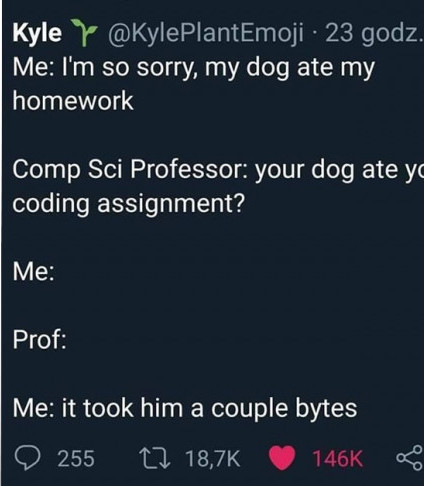 Kyle 🌱 @KylePlantEmoji · 23 godz.
Me: I'm so sorry, my dog ate my
homework
Comp Sci Professor: your dog ate yo
coding assignment?
Me:
Prof:
Me: it took him a couple bytes
255 18,7K 146K